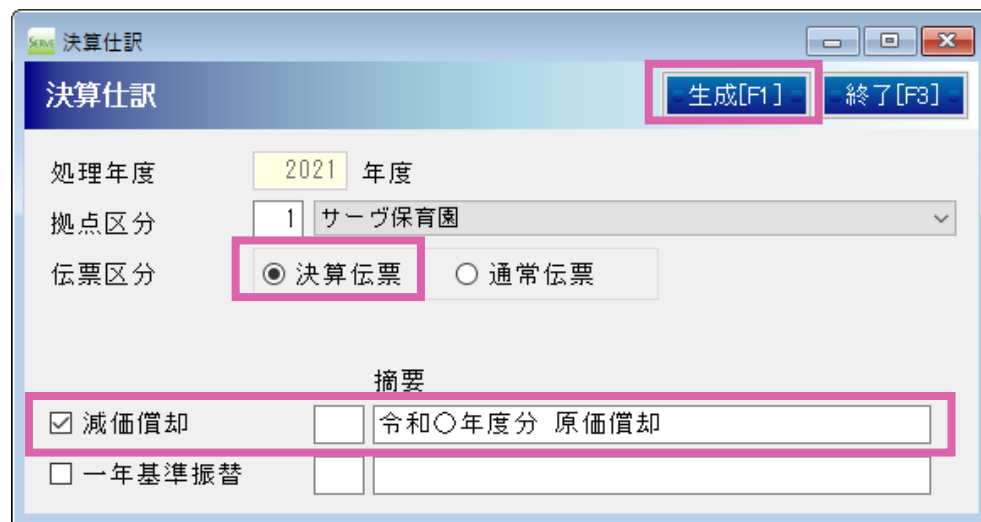 SERVE 決算仕訳
決算仕訳 生成[F1] 終了[F3]
処理年度 2021 年度
拠点区分 1 サーヴ保育園
伝票区分 決算伝票 通常伝票
摘要
減価償却 令和〇年度分 原価償却
一年基準振替